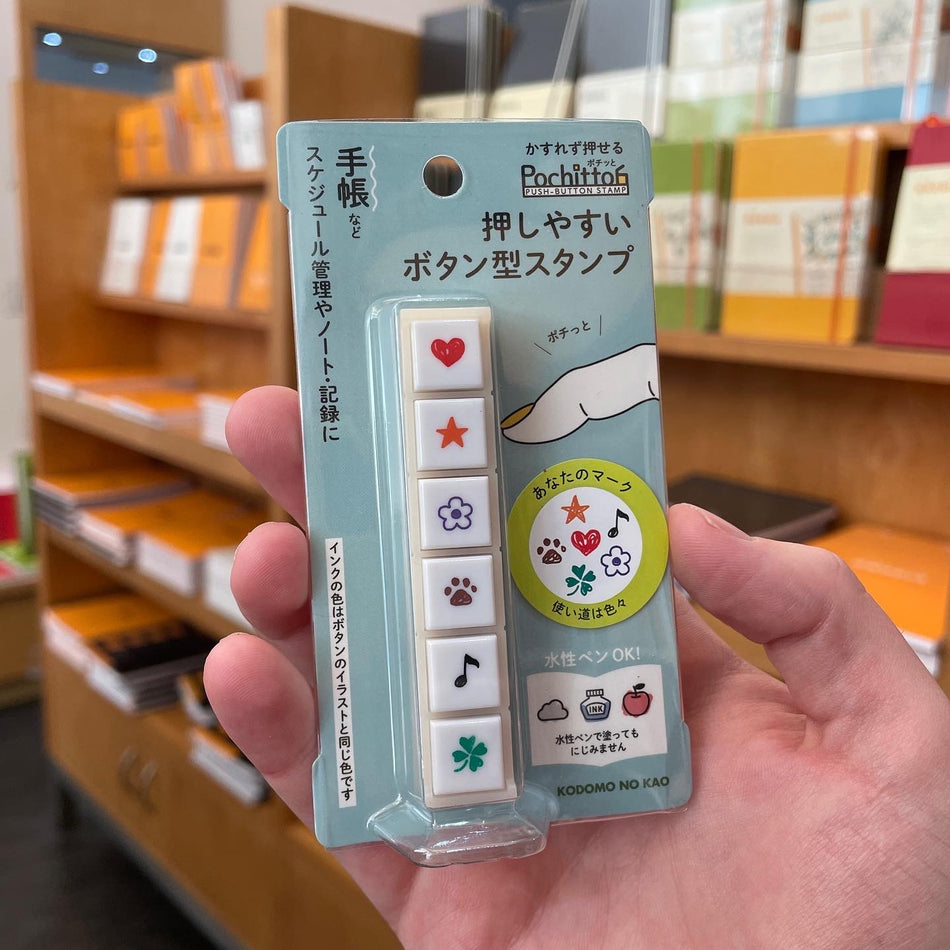 手帳など
スケジュール管理やノート・記録に
かすれず押せる
ポチッと
Pochitto6
PUSH-BUTTON STAMP
押しやすい
ボタン型スタンプ
ポチっと
あなたのマーク
使い道は色々
インクの色はボタンのイラストと同じ色です
水性ペンOK!
INK
水性ペンで塗っても
にじみません
KODOMO NO KAO